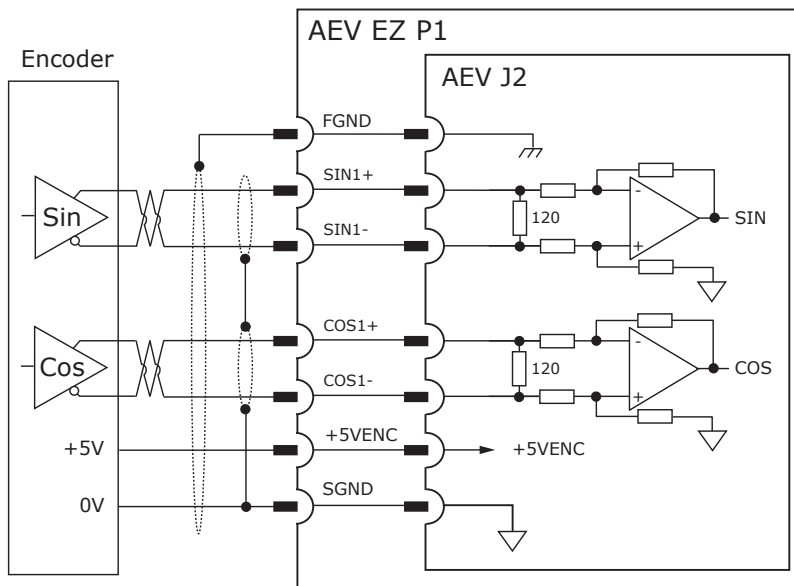 AEV EZ P1
Encoder
AEV J2
FGND
SIN1+
Sin
120
-
+
SIN
SIN1-
COS1+
Cos
120
-
+
COS
COS1-
+5V
+5VENC
+5VENC
0V
SGND